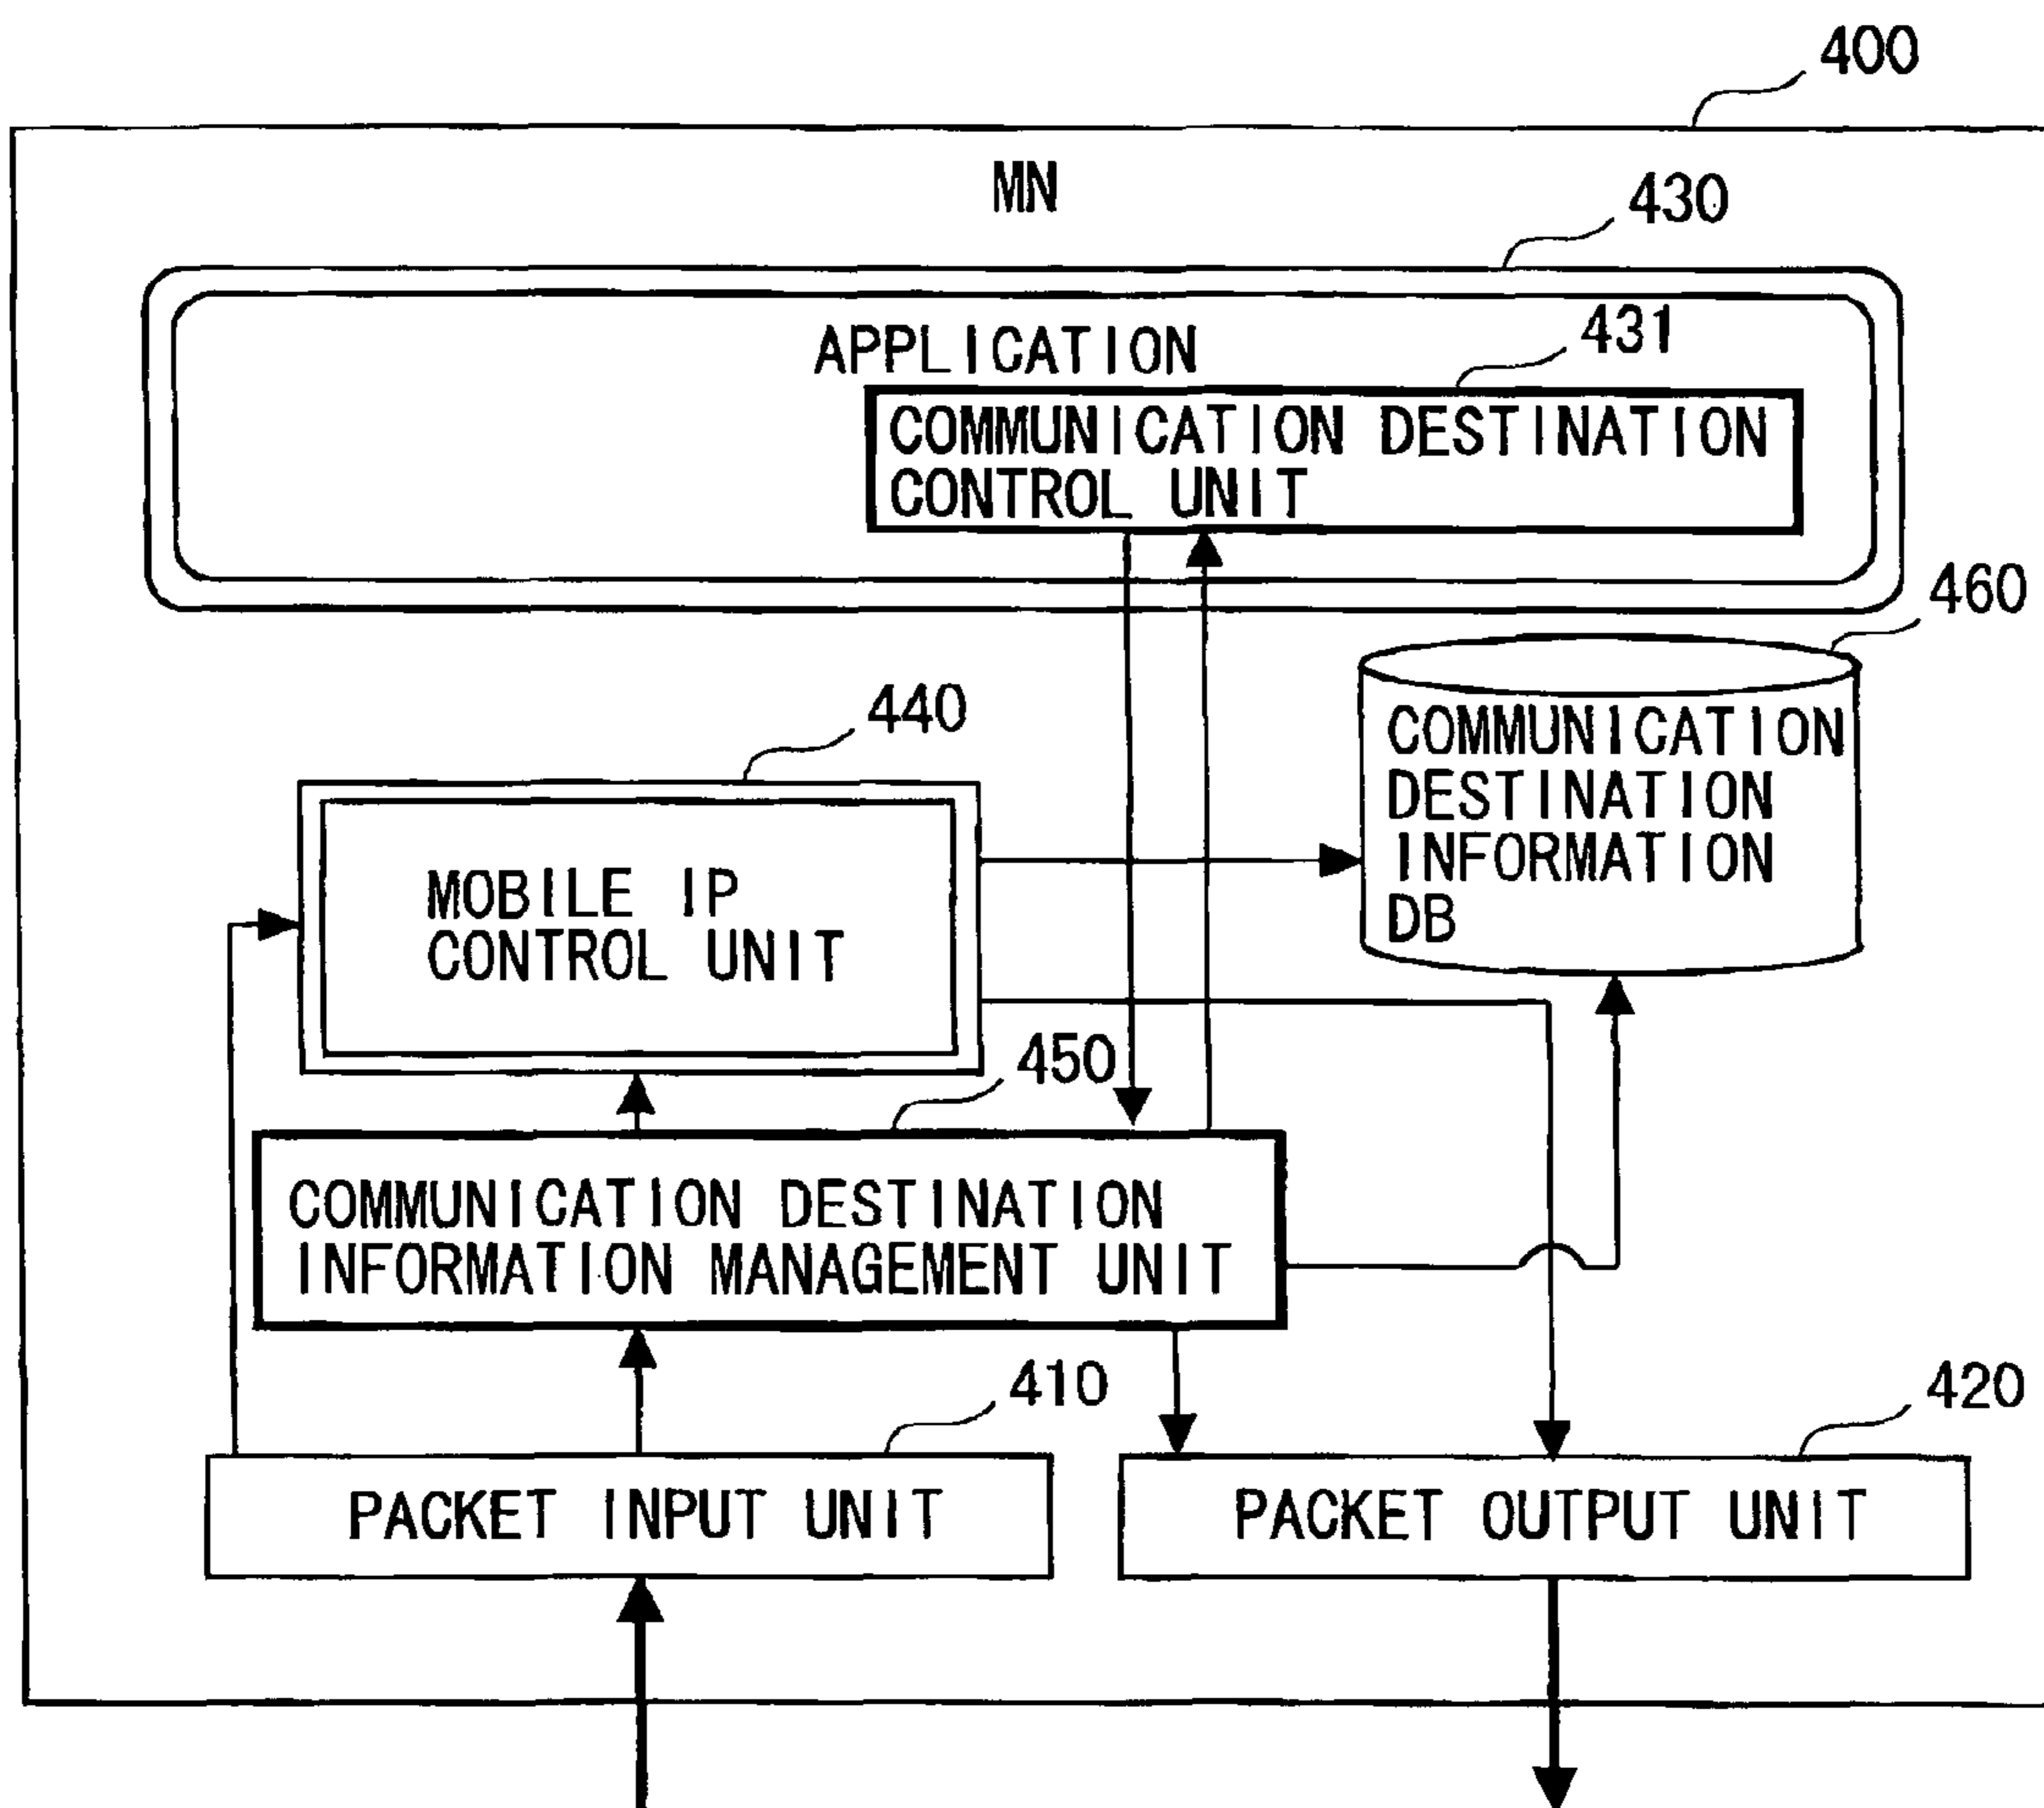 400
MN
430
APPLICATION
431
COMMUNICATION DESTINATION
CONTROL UNIT
460
COMMUNICATION
DESTINATION
INFORMATION
DB
440
MOBILE IP
CONTROL UNIT
450
COMMUNICATION DESTINATION
INFORMATION MANAGEMENT UNIT
410
PACKET INPUT UNIT
420
PACKET OUTPUT UNIT